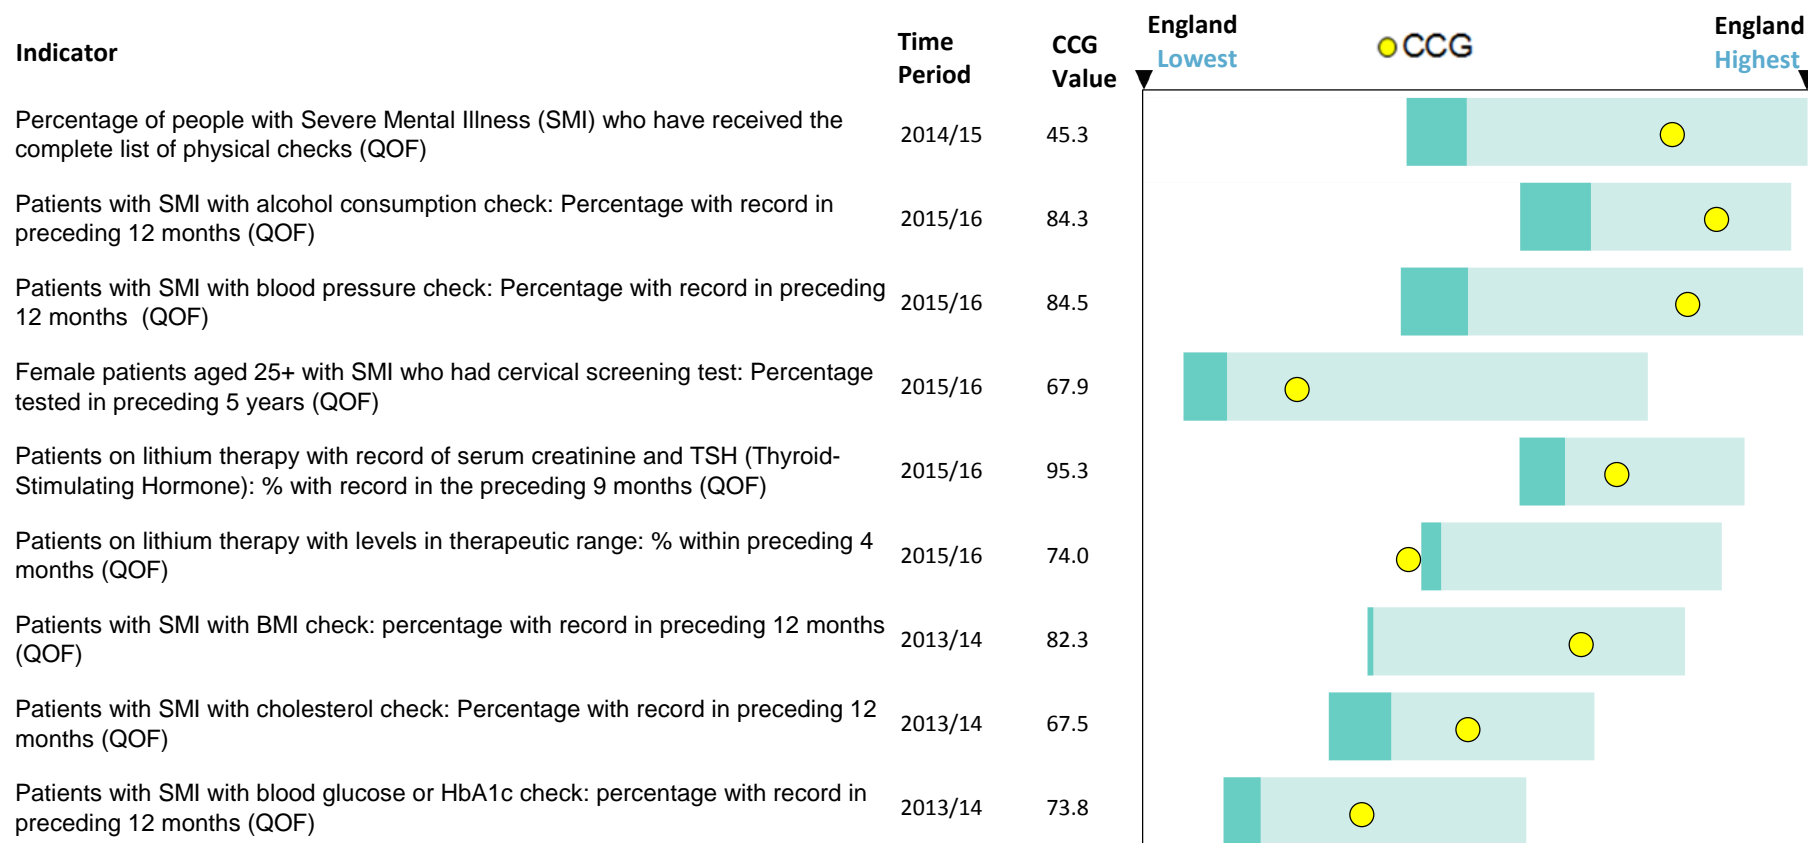 Indicator
Time Period
CCG Value
England Lowest
CCG
England Highest
Percentage of people with Severe Mental Illness (SMI) who have received the
complete list of physical checks (QOF)
2014/15
45.3
Patients with SMI with alcohol consumption check: Percentage with record in
preceding 12 months (QOF)
2015/16
84.3
Patients with SMI with blood pressure check: Percentage with record in preceding
12 months  (QOF)
2015/16
84.5
Female patients aged 25+ with SMI who had cervical screening test: Percentage
tested in preceding 5 years (QOF)
2015/16
67.9
Patients on lithium therapy with record of serum creatinine and TSH (Thyroid-
Stimulating Hormone): % with record in the preceding 9 months (QOF)
2015/16
95.3
Patients on lithium therapy with levels in therapeutic range: % within preceding 4
months (QOF)
2015/16
74.0
Patients with SMI with BMI check: percentage with record in preceding 12 months
(QOF)
2013/14
82.3
Patients with SMI with cholesterol check: Percentage with record in preceding 12
months (QOF)
2013/14
67.5
Patients with SMI with blood glucose or HbA1c check: percentage with record in
preceding 12 months (QOF)
2013/14
73.8